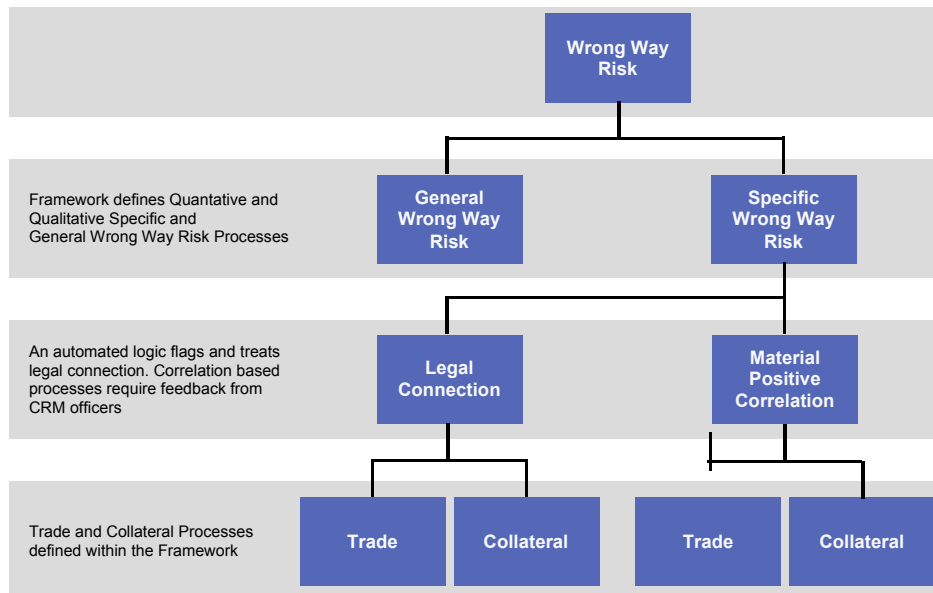 Wrong Way
Risk
Framework defines Quantative and
Qualitative Specific and
General Wrong Way Risk Processes
General
Wrong Way
Risk
Specific
Wrong Way
Risk
An automated logic flags and treats
legal connection. Correlation based
processes require feedback from
CRM officers
Legal
Connection
Material
Positive
Correlation
Trade and Collateral Processes
defined within the Framework
Trade
Collateral
Trade
Collateral